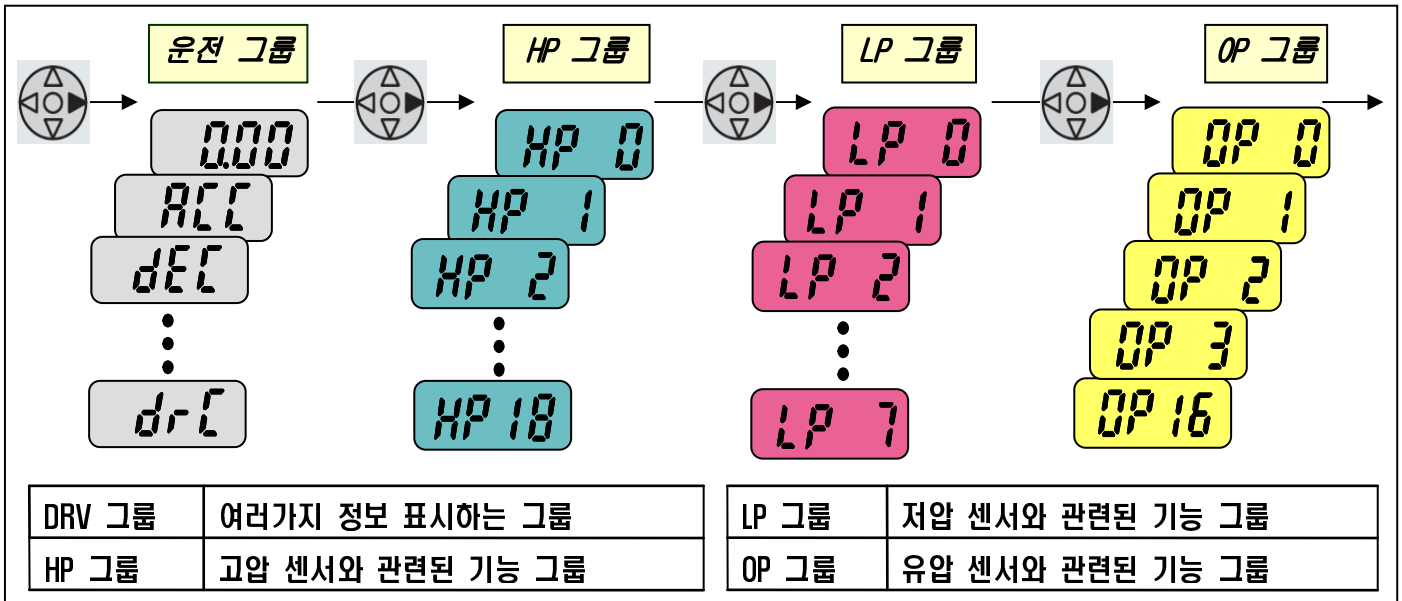 운전 그룹
HP 그룹
LP 그룹
OP 그룹
0.00
ACC
dEC
drC
HP 0
HP 1
HP 2
HP18
LP 0
LP 1
LP 2
LP 7
OP 0
OP 1
OP 2
OP 3
OP16
DRV 그룹 여러가지 정보 표시하는 그룹
HP 그룹 고압 센서와 관련된 기능 그룹
LP 그룹 저압 센서와 관련된 기능 그룹
OP 그룹 유압 센서와 관련된 기능 그룹